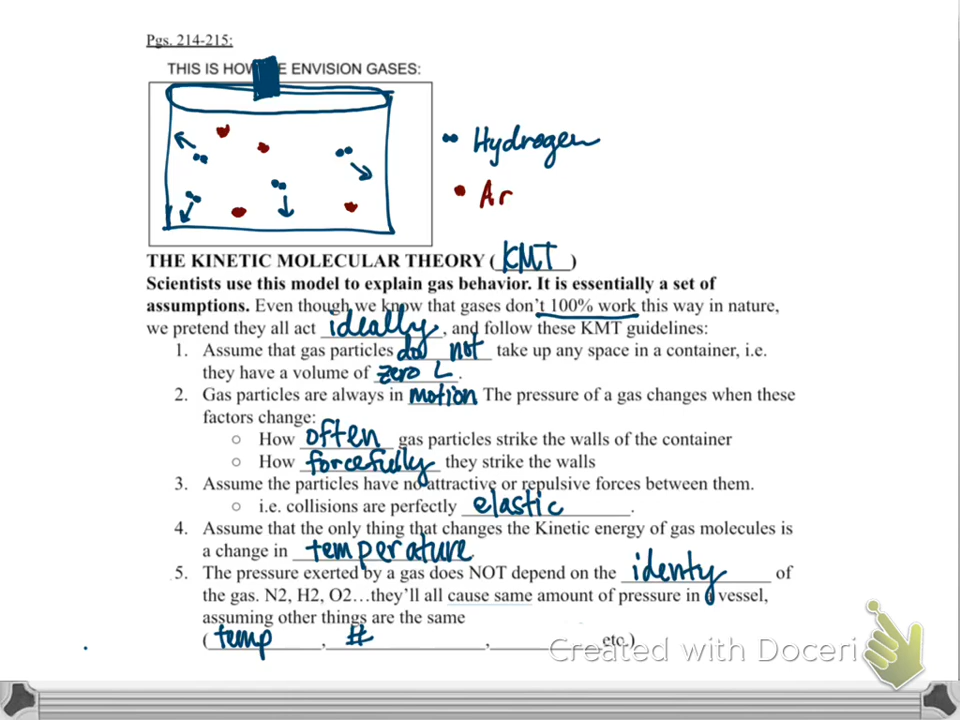 Pgs. 214-215:
THIS IS HOW E ENVISION GASES:
Hydrogen
Ar
THE KINETIC MOLECULAR THEORY (KMT)
Scientists use this model to explain gas behavior. It is essentially a set of
assumptions. Even though we know that gases don't 100% work this way in nature,
we pretend they all act ideally, and follow these KMT guidelines:
1. Assume that gas particles do not take up any space in a container, i.e.
they have a volume of zero L.
2. Gas particles are always in motion. The pressure of a gas changes when these
factors change:
○ How often gas particles strike the walls of the container
○ How forcefully they strike the walls
3. Assume the particles have no attractive or repulsive forces between them.
○ i.e. collisions are perfectly elastic.
4. Assume that the only thing that changes the Kinetic energy of gas molecules is
a change in temperature.
5. The pressure exerted by a gas does NOT depend on the identy of
the gas. N2, H2, O2…they'll all cause same amount of pressure in a vessel,
assuming other things are the same
(temp, #, etc.)
Created with Doceri